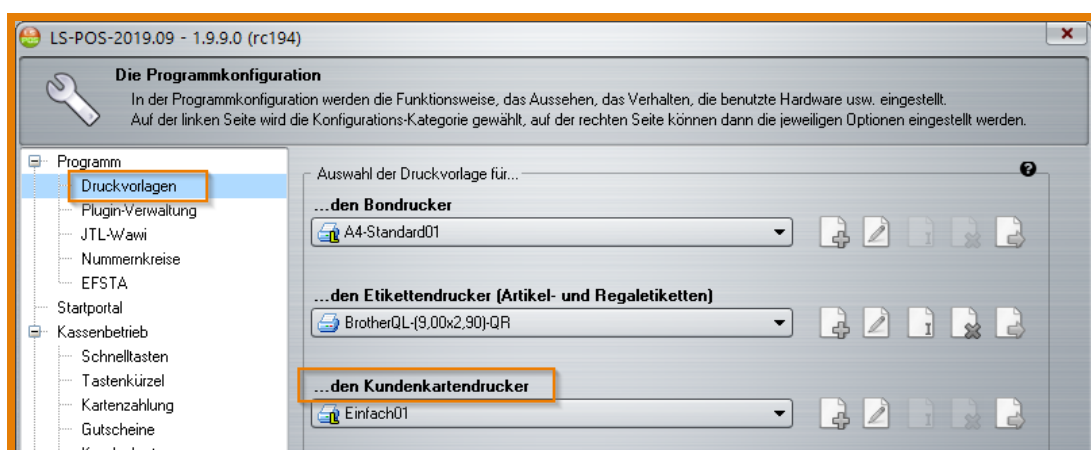 LS-POS-2019.09 - 1.9.9.0 (rc194)
Die Programmkonfiguration
In der Programmkonfiguration werden die Funktionsweise, das Aussehen, das Verhalten, die benutzte Hardware usw. eingestellt.
Auf der linken Seite wird die Konfigurations-Kategorie gewählt, auf der rechten Seite können dann die jeweiligen Optionen eingestellt werden.
Programm
Druckvorlagen
Plugin-Verwaltung
JTL-Wawi
Nummernkreise
EFSTA
Startportal
Kassenbetrieb
Schnelltasten
Tastenkürzel
Kartenzahlung
Gutscheine
Auswahl der Druckvorlage für...
...den Bondrucker
A4-Standard01
...den Etikettendrucker (Artikel- und Regaletiketten)
BrotherQL-(9,00x2,90)-QR
...den Kundenkartendrucker
Einfach01